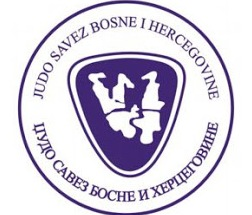 JUDO SAVEZ BOSNE I HERCEGOVINE
ЏУДО САВЕЗ БОСНЕ И ХЕРЦЕГОВИНЕ